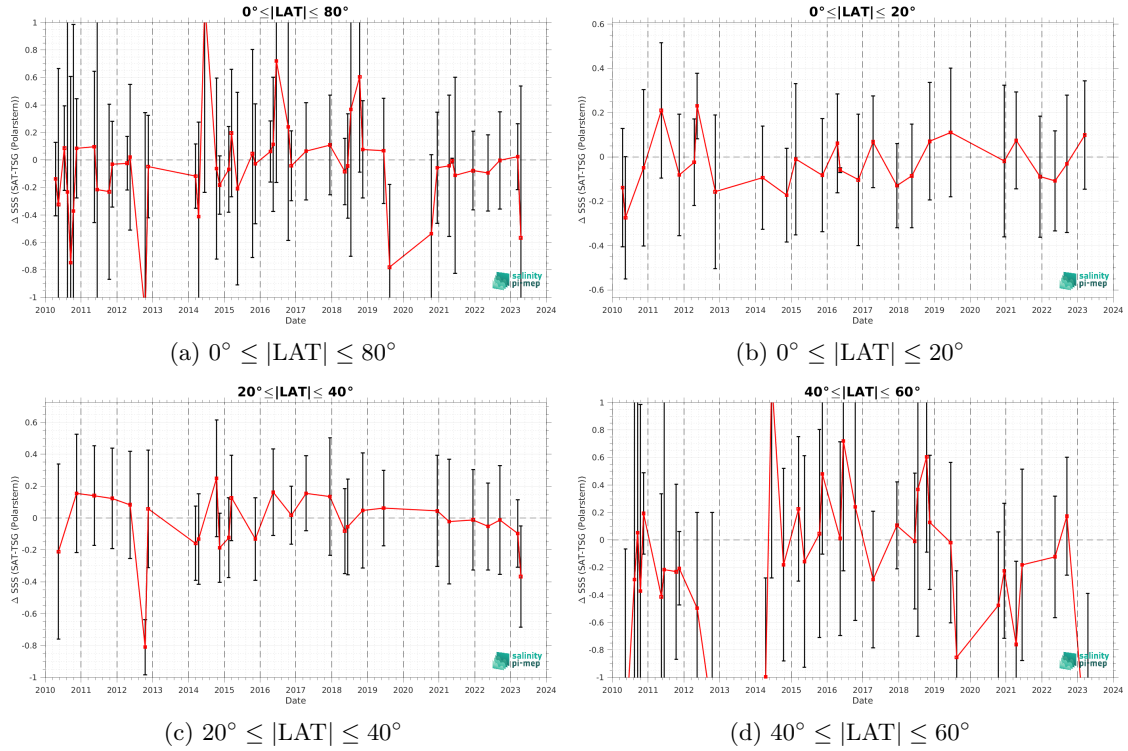 0°≤|LAT|≤ 80°
Δ SSS (SAT-TSG (Polarstern))
1
0.8
0.6
0.4
0.2
0
-0.2
-0.4
-0.6
-0.8
-1
2010 2011 2012 2013 2014 2015 2016 2017 2018 2019 2020 2021 2022 2023 2024
Date
salinity
pi-mep
(a) 0° ≤ |LAT| ≤ 80°
0°≤|LAT|≤ 20°
Δ SSS (SAT-TSG (Polarstern))
0.6
0.4
0.2
0
-0.2
-0.4
-0.6
2010 2011 2012 2013 2014 2015 2016 2017 2018 2019 2020 2021 2022 2023 2024
Date
salinity
pi-mep
(b) 0° ≤ |LAT| ≤ 20°
20°≤|LAT|≤ 40°
Δ SSS (SAT-TSG (Polarstern))
0.6
0.4
0.2
0
-0.2
-0.4
-0.6
-0.8
-1
2010 2011 2012 2013 2014 2015 2016 2017 2018 2019 2020 2021 2022 2023 2024
Date
salinity
pi-mep
(c) 20° ≤ |LAT| ≤ 40°
40°≤|LAT|≤ 60°
Δ SSS (SAT-TSG (Polarstern))
1
0.8
0.6
0.4
0.2
0
-0.2
-0.4
-0.6
-0.8
-1
2010 2011 2012 2013 2014 2015 2016 2017 2018 2019 2020 2021 2022 2023 2024
Date
salinity
pi-mep
(d) 40° ≤ |LAT| ≤ 60°